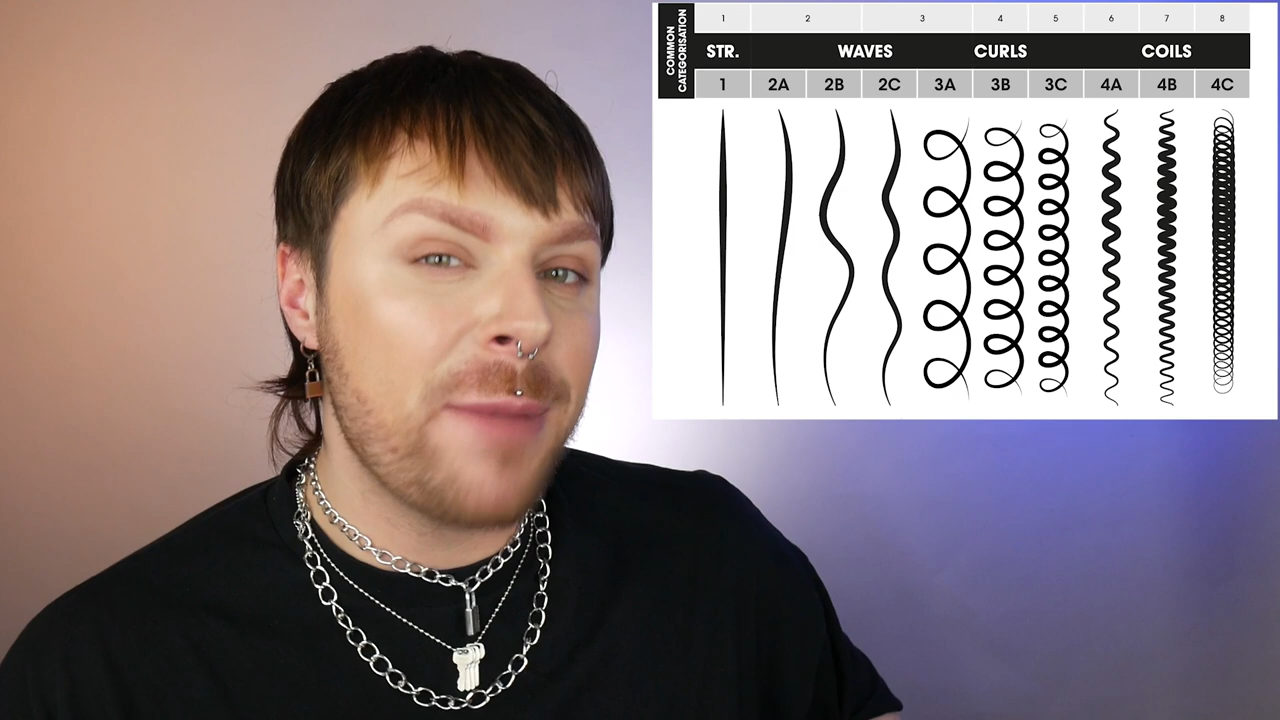 COMMON
CATEGORISATION
1 2 3 4 5 6 7 8
STR. WAVES CURLS COILS
1 2A 2B 2C 3A 3B 3C 4A 4B 4C